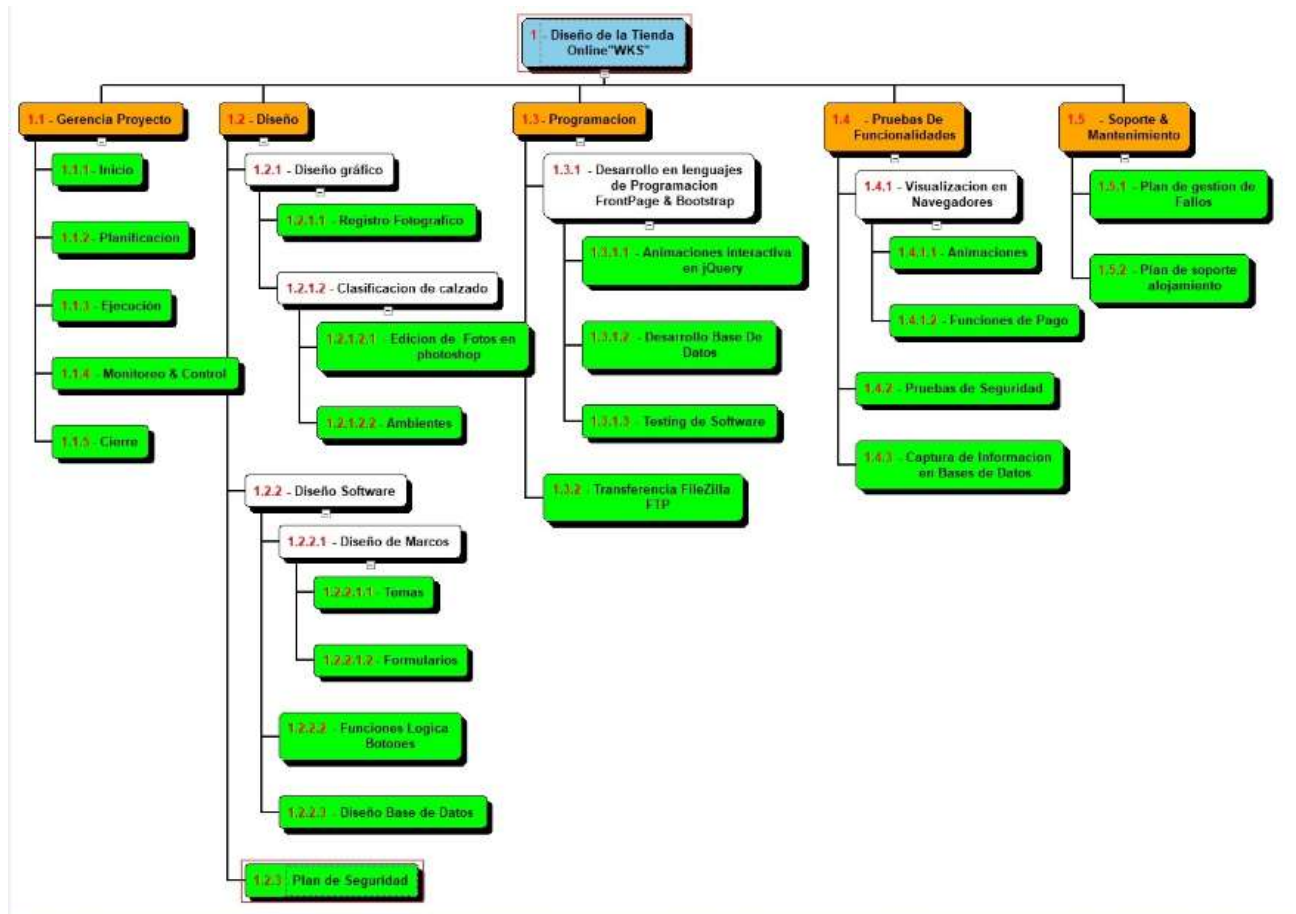 1 - Diseño de la Tienda
Online"WKS"
1.1 - Gerencia Proyecto
1.1.1 - Inicio
1.1.2 - Planificacion
1.1.3 - Ejecución
1.1.4 - Monitoreo & Control
1.1.5 - Cierre
1.2 - Diseño
1.2.1 - Diseño gráfico
1.2.1.1 - Registro Fotografico
1.2.1.2 - Clasificacion de calzado
1.2.1.2.1 - Edicion de Fotos en
photoshop
1.2.1.2.2 - Ambientes
1.2.2 - Diseño Software
1.2.2.1 - Diseño de Marcos
1.2.2.1.1 - Temas
1.2.2.1.2 - Formularios
1.2.2.2 - Funciones Logica
Botones
1.2.2.3 - Diseño Base de Datos
1.2.3 - Plan de Seguridad
1.3 - Programacion
1.3.1 - Desarrollo en lenguajes
de Programacion
FrontPage & Bootstrap
1.3.1.1 - Animaciones interactiva
en jQuery
1.3.1.2 - Desarrollo Base De
Datos
1.3.1.3 - Testing de Software
1.3.2 - Transferencia FileZilla
FTP
1.4 - Pruebas De
Funcionalidades
1.4.1 - Visualizacion en
Navegadores
1.4.1.1 - Animaciones
1.4.1.2 - Funciones de Pago
1.4.2 - Pruebas de Seguridad
1.4.3 - Captura de Informacion
en Bases de Datos
1.5 - Soporte &
Mantenimiento
1.5.1 - Plan de gestion de
Fallos
1.5.2 - Plan de soporte
alojamiento